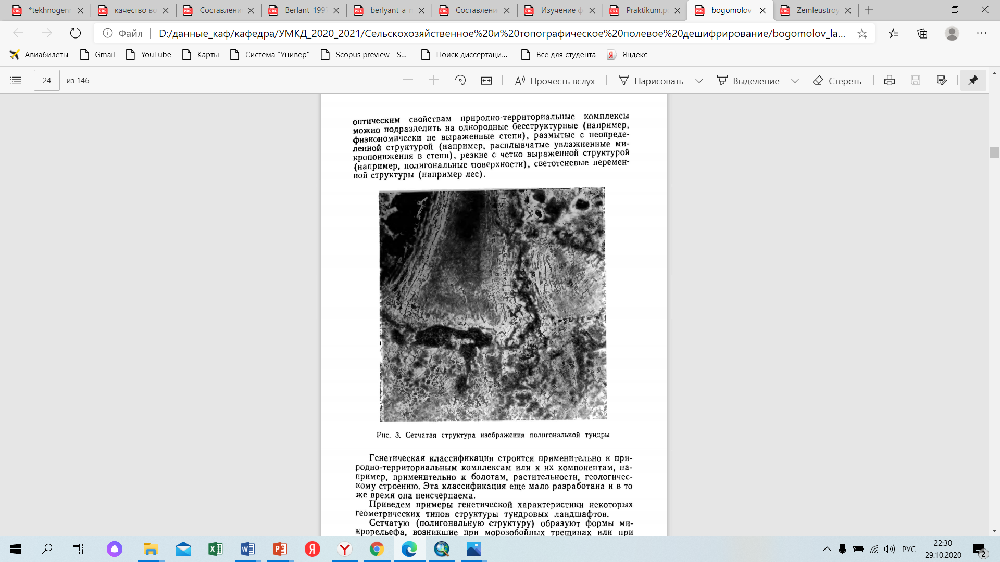 *tekhnogenn
качество во
Составлени
Berlant_199
berlyant_a_m
Составлени
Изучение ф
Praktikum.p
bogomolov_
Zemleustroy
Файл
D:/данные_каф/кафедра/УМКД_2020_2021/Сельскохозяйственное%20и%20топографическое%20полевое%20дешифрирование/bogomolov_la...
Авиабилеты
Gmail
YouTube
Карты
Система "Универ"
Scopus preview - S...
Поиск диссертаци...
Все для студента
Яндекс
24
из 146
Прочесть вслух
Нарисовать
Выделение
Стереть
оптическим свойствам природно-территориальные комплексы
можно подразделить на однородные бесструктурные (например,
физиономически не выраженные степи), размытые с неопреде-
ленной структурой (например, расплывчатые увлажненные ми-
кропонижения в степи), резкие с четко выраженной структурой
(например, полигональные поверхности), светотеневые перемен-
ной структуры (например лес).
Рис. 3. Сетчатая структура изображения полигональной тундры
Генетическая классификация строится применительно к при-
родно-территориальным комплексам или к их компонентам, на-
пример, применительно к болотам, растительности, геологичес-
кому строению. Эта классификация еще мало разработана и в то
же время она неисчерпаема.
Приведем примеры генетической характеристики некоторых
геометрических типов структуры тундровых ландшафтов.
Сетчатую (полигональную структуру) образуют формы ми-
крорельефа, возникшие при морозобойных трещинах или при
РУС
22:30
29.10.2020
2